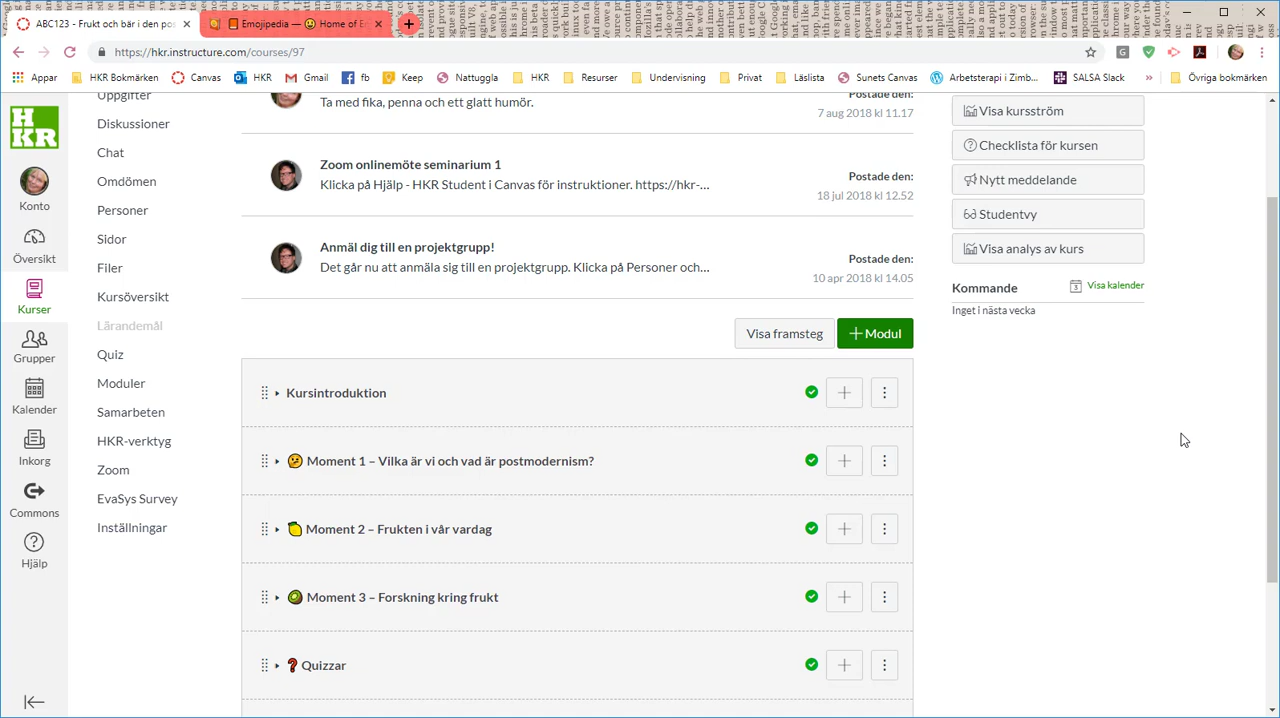 ABC123 - Frukt och bär i den pos
Emojipedia — 😀 Home of E
https://hkr.instructure.com/courses/97
Appar
HKR Bokmärken
Canvas
HKR
Gmail
fb
Keep
Nattuggla
HKR
Resurser
Undervisning
Privat
Läslista
Sunets Canvas
Arbetsterapi i Zimb...
SALSA Slack
»
Övriga bokmärken
HKR
Konto
Översikt
Kurser
Grupper
Kalender
Inkorg
Commons
Hjälp
Uppgifter
Diskussioner
Chat
Omdömen
Personer
Sidor
Filer
Kursöversikt
Lärandemål
Quiz
Moduler
Samarbeten
HKR-verktyg
Zoom
EvaSys Survey
Inställningar
Ta med fika, penna och ett glatt humör.
Postade den:
7 aug 2018 kl 11.17
Zoom onlinemöte seminarium 1
Klicka på Hjälp - HKR Student i Canvas för instruktioner. https://hkr-...
Postade den:
18 jul 2018 kl 12.52
Anmäl dig till en projektgrupp!
Det går nu att anmäla sig till en projektgrupp. Klicka på Personer och...
Postade den:
10 apr 2018 kl 14.05
Visa framsteg
+ Modul
Kursintroduktion
🤔 Moment 1 – Vilka är vi och vad är postmodernism?
🍋 Moment 2 – Frukten i vår vardag
🥝 Moment 3 – Forskning kring frukt
❓ Quizzar
Visa kursström
Checklista för kursen
Nytt meddelande
Studentvy
Visa analys av kurs
Kommande
Visa kalender
Inget i nästa vecka